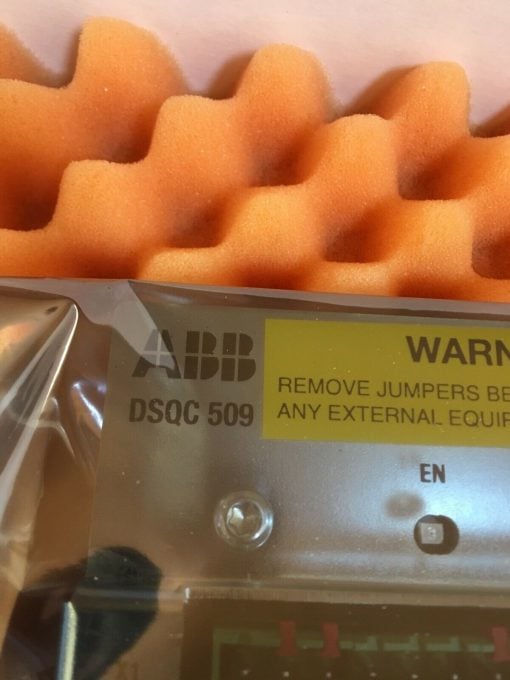 ABB
DSQC 509
WARN
REMOVE JUMPERS BE
ANY EXTERNAL EQUIP
EN